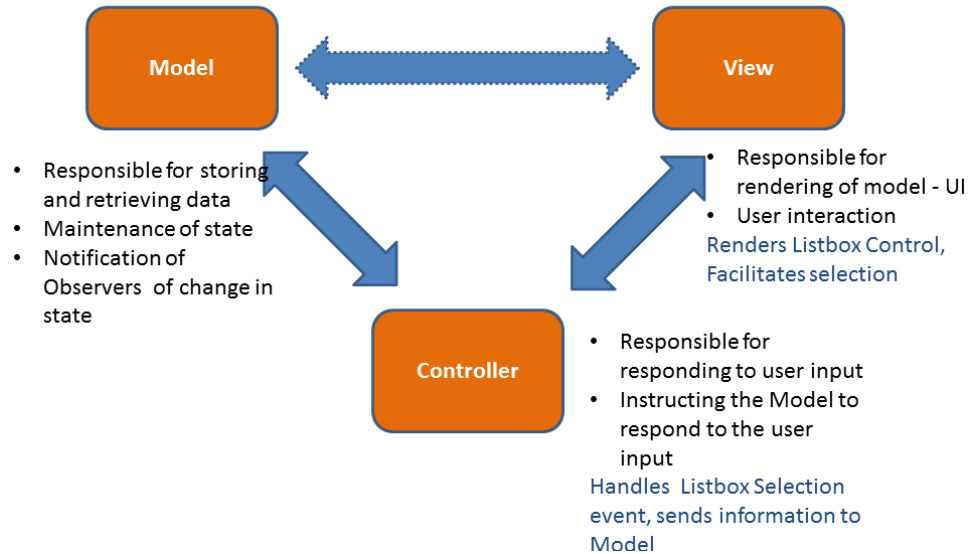 Model
View
• Responsible for storing
and retrieving data
• Maintenance of state
• Notification of
Observers of change in
state
• Responsible for
rendering of model - UI
• User interaction
Renders Listbox Control,
Facilitates selection
Controller
• Responsible for
responding to user input
• Instructing the Model to
respond to the user
input
Handles Listbox Selection
event, sends information to
Model